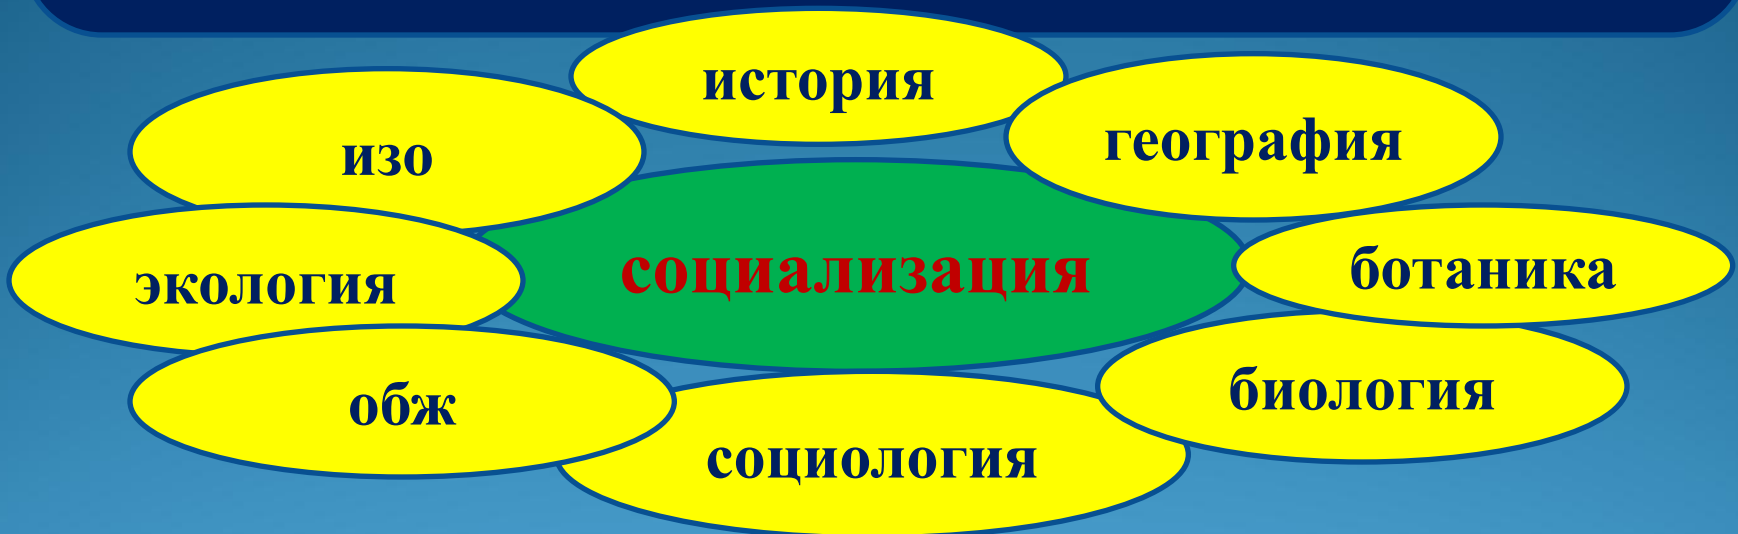 история
география
изо
социализация
ботаника
экология
биология
обж
социология